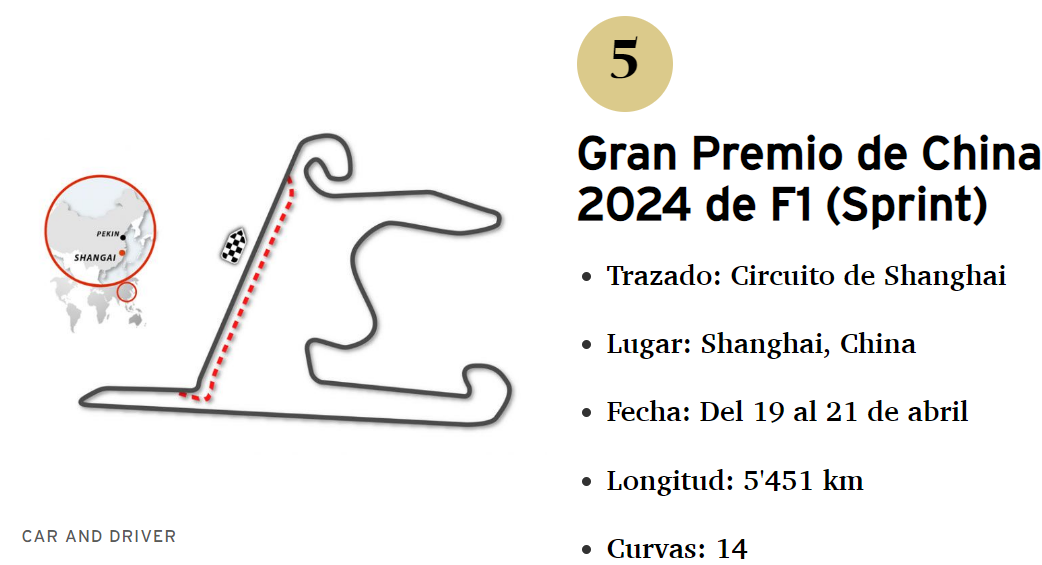 5
Gran Premio de China
2024 de F1 (Sprint)
PEKIN
SHANGAI
• Trazado: Circuito de Shanghai
• Lugar: Shanghai, China
• Fecha: Del 19 al 21 de abril
• Longitud: 5'451 km
• Curvas: 14
CAR AND DRIVER